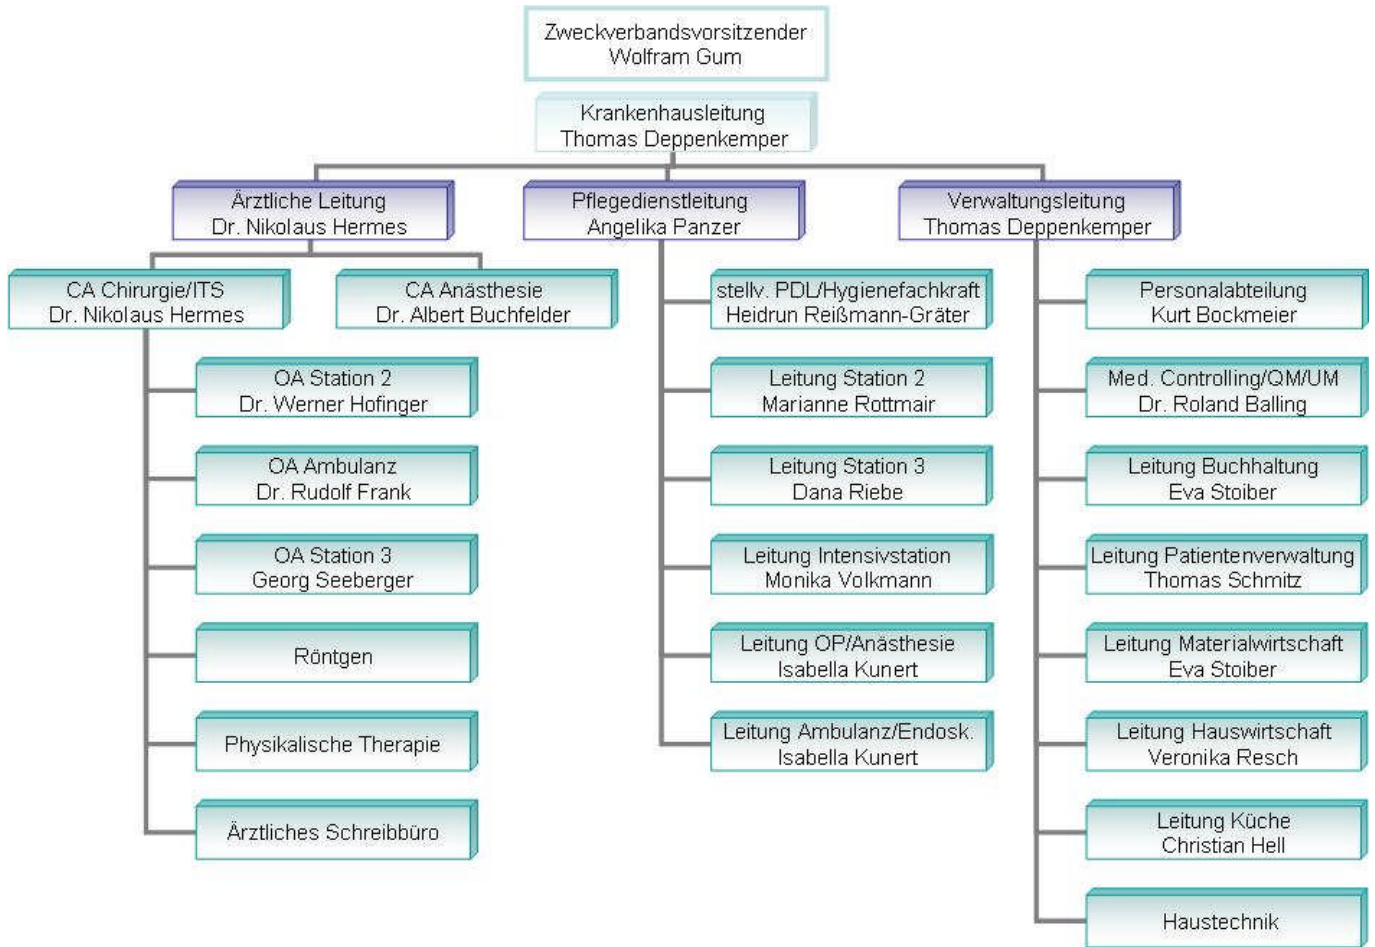 Zweckverbandsvorsitzender
Wolfram Gum
Krankenhausleitung
Thomas Deppenkemper
Ärztliche Leitung
Dr. Nikolaus Hermes
Pflegedienstleitung
Angelika Panzer
Verwaltungsleitung
Thomas Deppenkemper
CA Chirurgie/ITS
Dr. Nikolaus Hermes
CA Anästhesie
Dr. Albert Buchfelder
OA Station 2
Dr. Werner Hofinger
OA Ambulanz
Dr. Rudolf Frank
OA Station 3
Georg Seeberger
Röntgen
Physikalische Therapie
Ärztliches Schreibbüro
stellv. PDL/Hygienefachkraft
Heidrun Reißmann-Gräter
Leitung Station 2
Marianne Rottmair
Leitung Station 3
Dana Riebe
Leitung Intensivstation
Monika Volkmann
Leitung OP/Anästhesie
Isabella Kunert
Leitung Ambulanz/Endosk.
Isabella Kunert
Personalabteilung
Kurt Bockmeier
Med. Controlling/QM/UM
Dr. Roland Balling
Leitung Buchhaltung
Eva Stoiber
Leitung Patientenverwaltung
Thomas Schmitz
Leitung Materialwirtschaft
Eva Stoiber
Leitung Hauswirtschaft
Veronika Resch
Leitung Küche
Christian Hell
Haustechnik